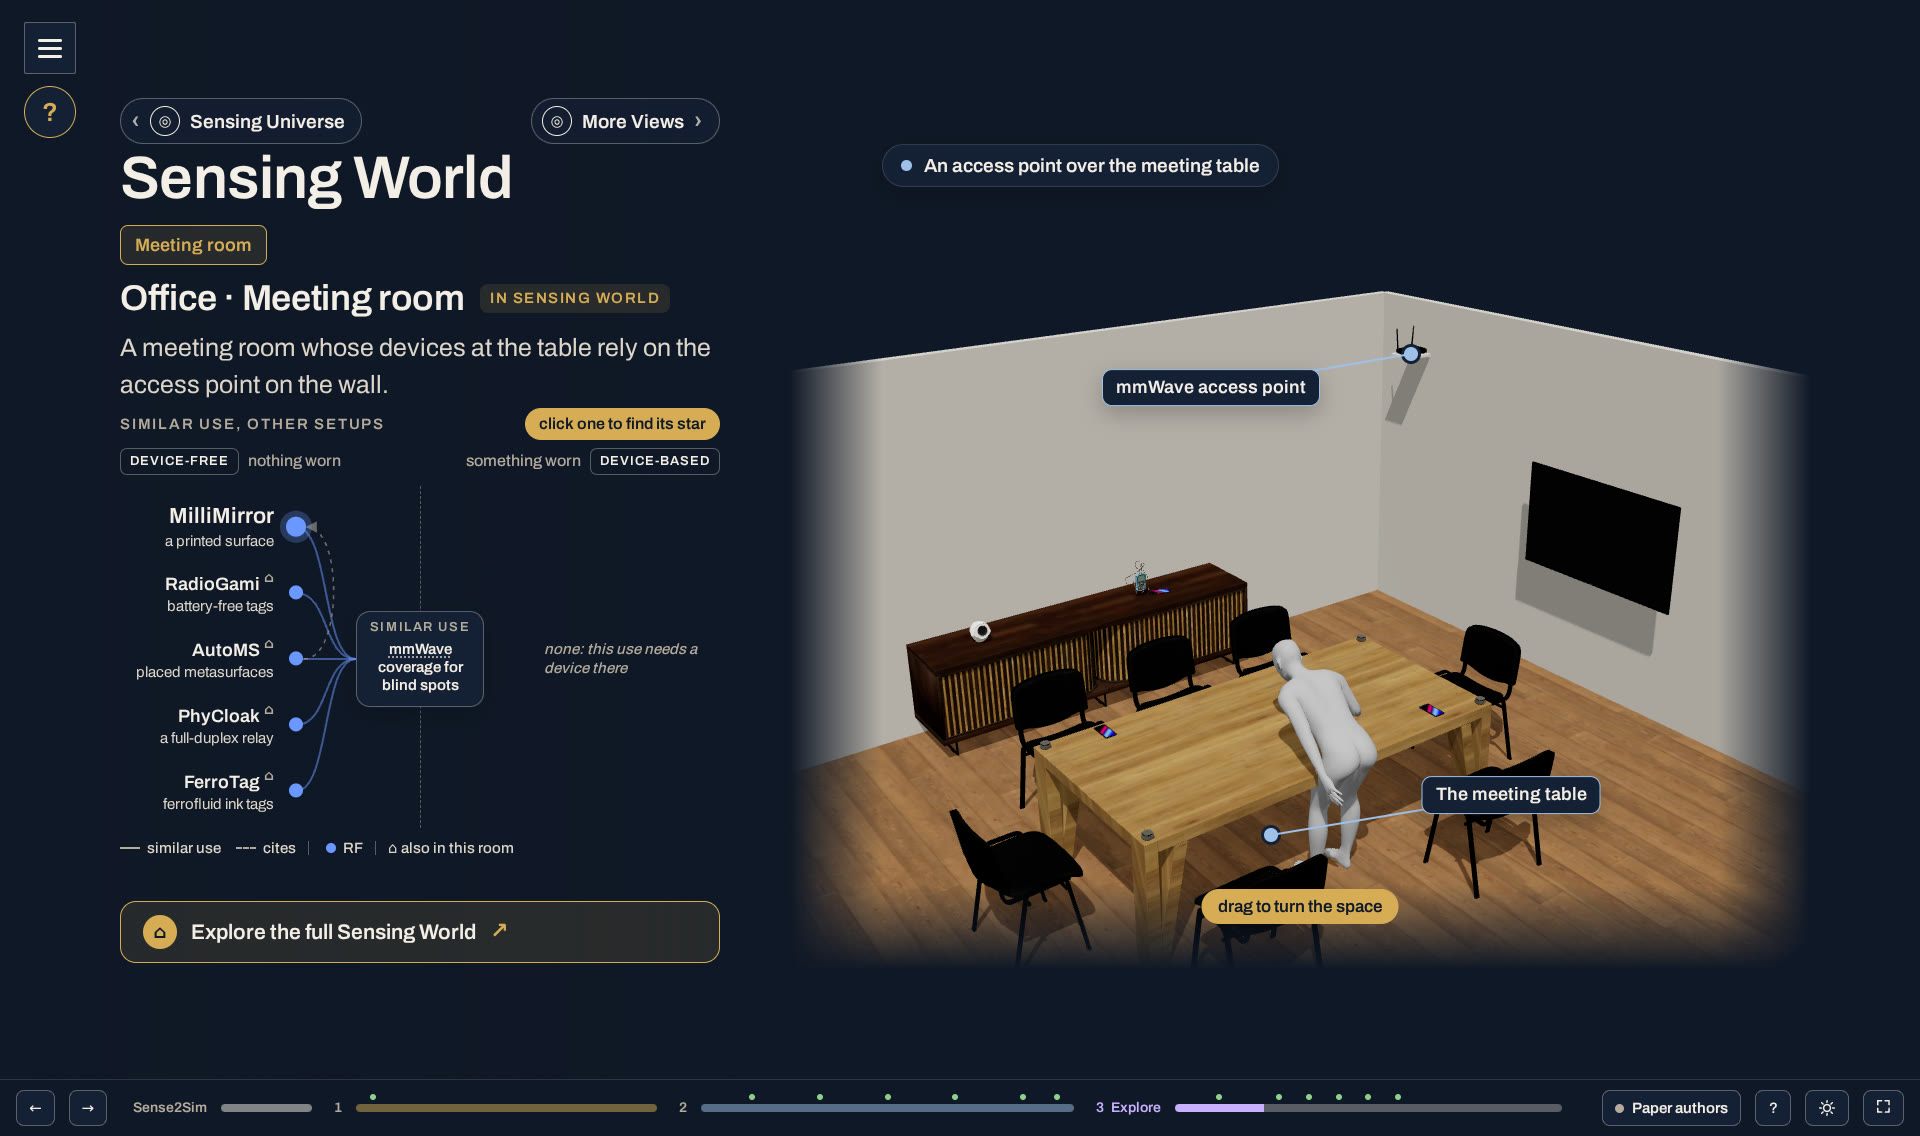 ?
‹ ◎ Sensing Universe
◎ More Views ›
Sensing World
Meeting room
Office · Meeting room
IN SENSING WORLD
A meeting room whose devices at the table rely on the
access point on the wall.
SIMILAR USE, OTHER SETUPS
click one to find its star
DEVICE-FREE nothing worn
something worn DEVICE-BASED
MilliMirror
a printed surface
RadioGami ⌂
battery-free tags
AutoMS ⌂
placed metasurfaces
PhyCloak ⌂
a full-duplex relay
FerroTag ⌂
ferrofluid ink tags
SIMILAR USE
mmWave
coverage for
blind spots
none: this use needs a
device there
similar use
cites
RF
⌂ also in this room
⌂ Explore the full Sensing World ↗
An access point over the meeting table
mmWave access point
The meeting table
drag to turn the space
← → Sense2Sim 1 2 3 Explore
Paper authors
?